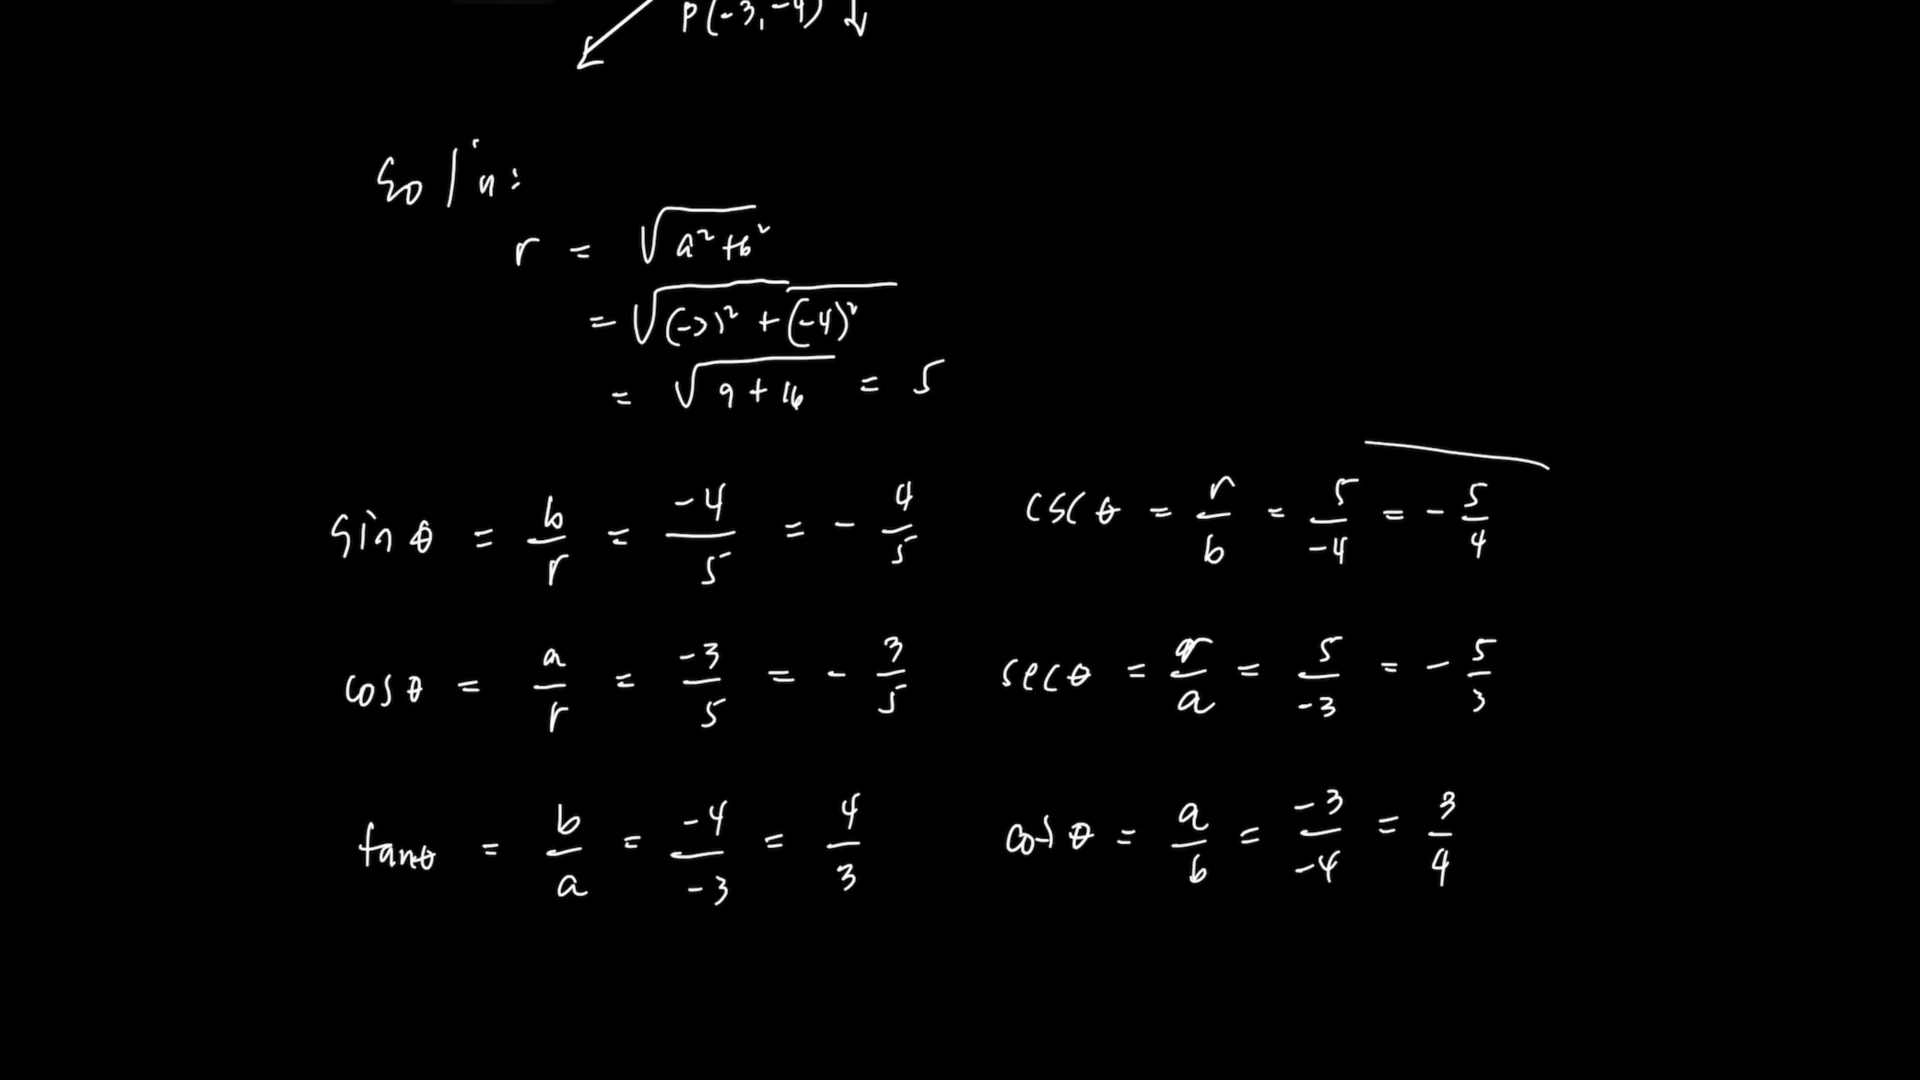 P(-3,-4)
Sol'n:
r = √(a²+b²)
= √((-3)² + (-4)²)
= √(9+16) = 5
sin θ = b/r = -4/5 = -4/5
csc θ = r/b = 5/-4 = -5/4
cos θ = a/r = -3/5 = -3/5
sec θ = r/a = 5/-3 = -5/3
tan θ = b/a = -4/-3 = 4/3
cot θ = a/b = -3/-4 = 3/4